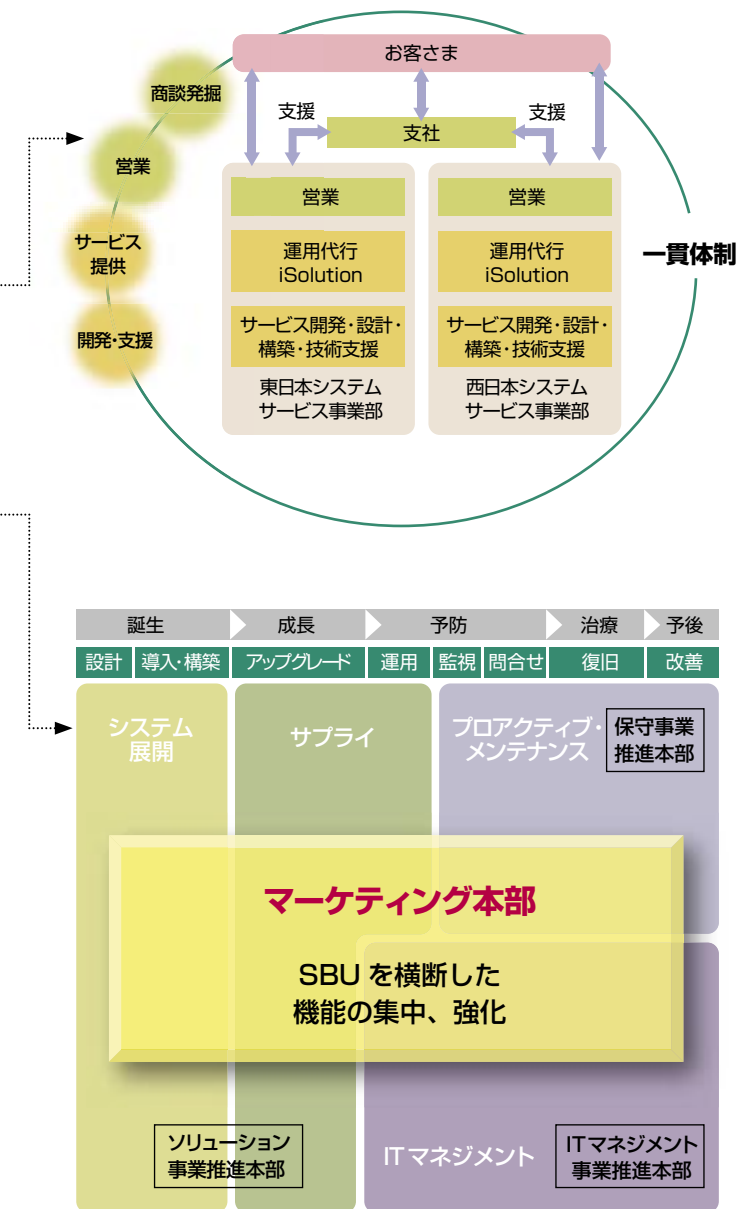 お客さま
商談発掘
支援
支援
支社
営業
営業
営業
サービス
提供
運用代行
iSolution
運用代行
iSolution
一貫体制
開発・支援
サービス開発・設計・
構築・技術支援
サービス開発・設計・
構築・技術支援
東日本システム
サービス事業部
西日本システム
サービス事業部
誕生
成長
予防
治療
予後
設計
導入・構築
アップグレード
運用
監視
問合せ
復旧
改善
システム
展開
サプライ
プロアクティブ・
メンテナンス
保守事業
推進本部
マーケティング本部
SBUを横断した
機能の集中、強化
ソリューション
事業推進本部
ITマネジメント
ITマネジメント
事業推進本部